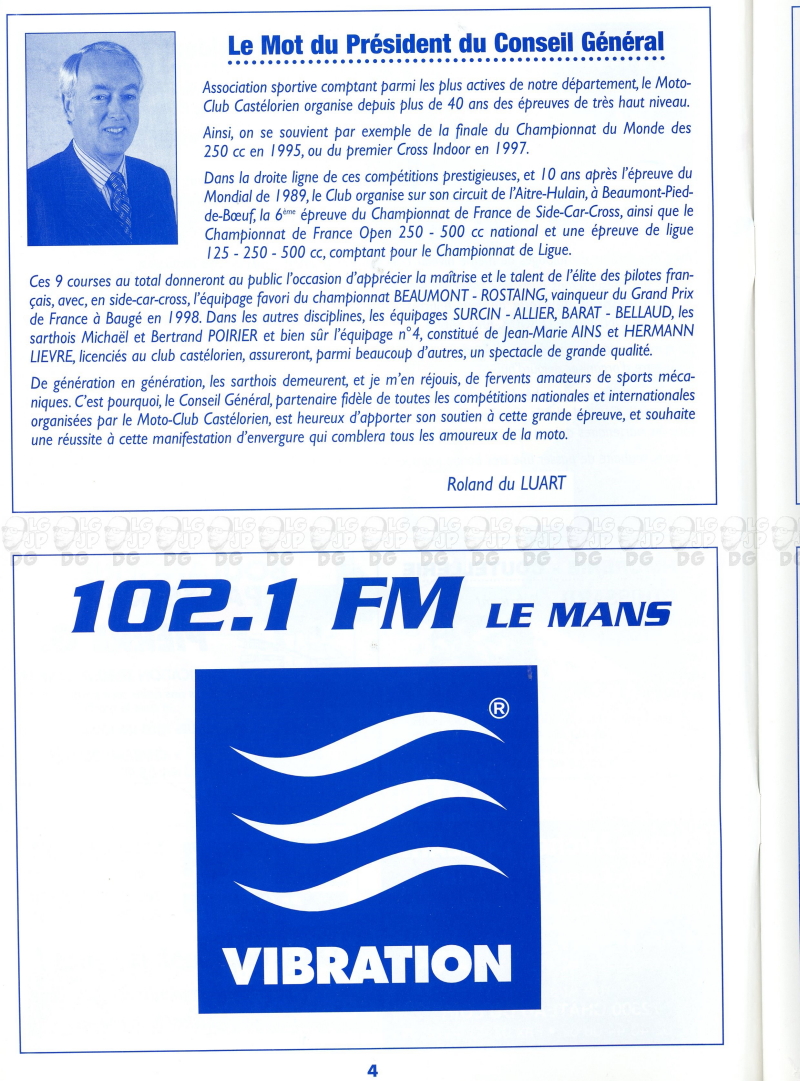 Le Mot du Président du Conseil Général
Association sportive comptant parmi les plus actives de notre département, le Moto-
Club Castélorien organise depuis plus de 40 ans des épreuves de très haut niveau.
Ainsi, on se souvient par exemple de la finale du Championnat du Monde des
250 cc en 1995, ou du premier Cross Indoor en 1997.
Dans la droite ligne de ces compétitions prestigieuses, et 10 ans après l'épreuve du
Mondial de 1989, le Club organise sur son circuit de l'Aitre-Hulain, à Beaumont-Pied-
de-Bœuf, la 6ème épreuve du Championnat de France de Side-Car-Cross, ainsi que le
Championnat de France Open 250 - 500 cc national et une épreuve de ligue
125 - 250 - 500 cc, comptant pour le Championnat de Ligue.
Ces 9 courses au total donneront au public l'occasion d'apprécier la maîtrise et le talent de l'élite des pilotes fran-
çais, avec, en side-car-cross, l'équipage favori du championnat BEAUMONT - ROSTAING, vainqueur du Grand Prix
de France à Baugé en 1998. Dans les autres disciplines, les équipages SURCIN - ALLIER, BARAT - BELLAUD, les
sarthois Michaël et Bertrand POIRIER et bien sûr l'équipage n°4, constitué de Jean-Marie AINS et HERMANN
LIEVRE, licenciés au club castélorien, assureront, parmi beaucoup d'autres, un spectacle de grande qualité.
De génération en génération, les sarthois demeurent, et je m'en réjouis, de fervents amateurs de sports méca-
niques. C'est pourquoi, le Conseil Général, partenaire fidèle de toutes les compétitions nationales et internationales
organisées par le Moto-Club Castélorien, est heureux d'apporter son soutien à cette grande épreuve, et souhaite
une réussite à cette manifestation d'envergure qui comblera tous les amoureux de la moto.
Roland du LUART
102.1 FM LE MANS
®
VIBRATION
4